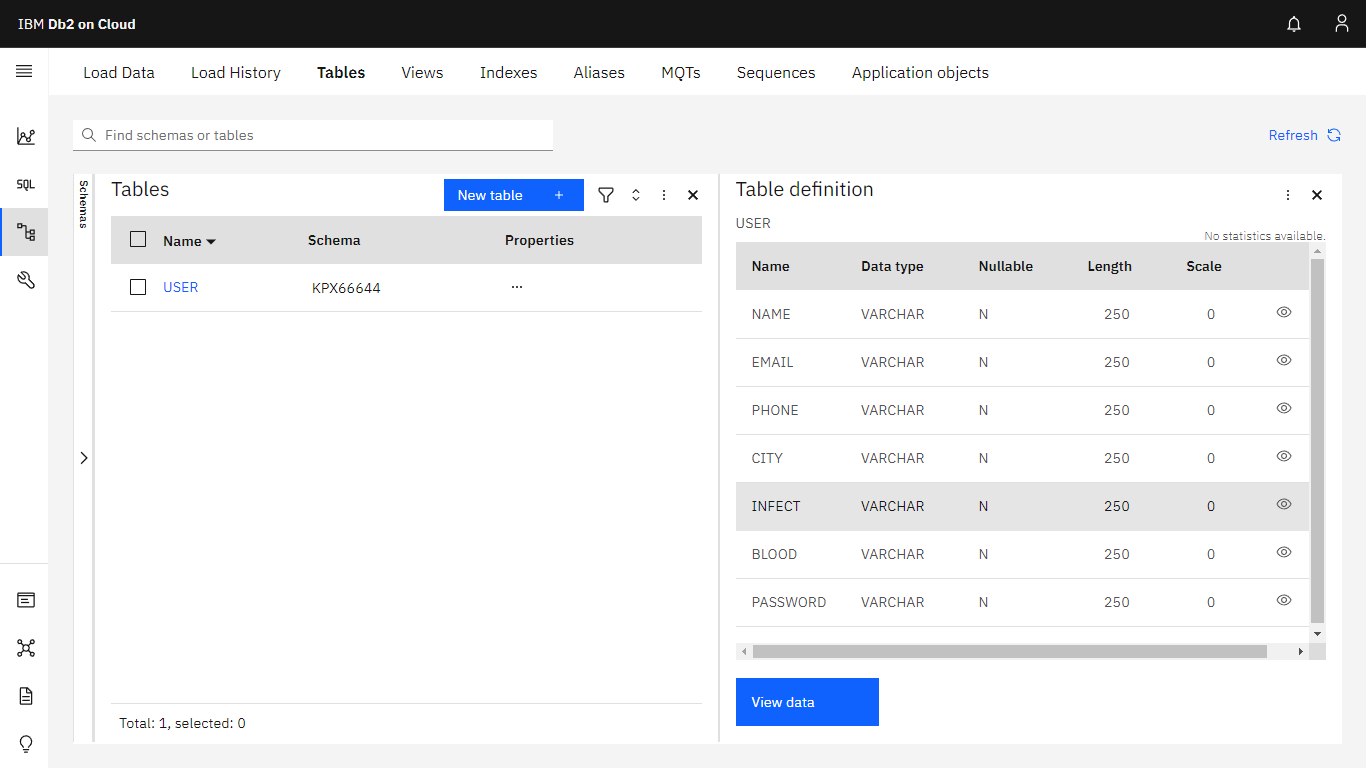 IBM Db2 on Cloud
Load Data Load History Tables Views Indexes Aliases MQTs Sequences Application objects
SQL
Find schemas or tables
Refresh
Schemas
Tables
New table +
Name Schema Properties
USER KPX66644 ...
Total: 1, selected: 0
Table definition
USER
No statistics available.
Name Data type Nullable Length Scale
NAME VARCHAR N 250 0
EMAIL VARCHAR N 250 0
PHONE VARCHAR N 250 0
CITY VARCHAR N 250 0
INFECT VARCHAR N 250 0
BLOOD VARCHAR N 250 0
PASSWORD VARCHAR N 250 0
View data